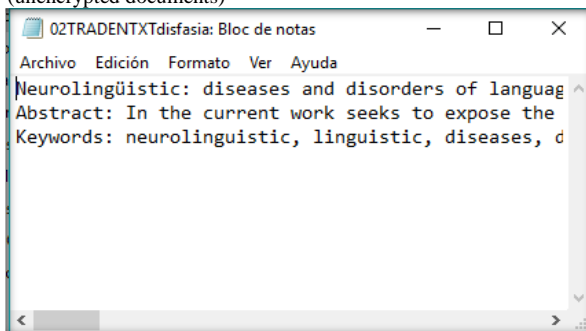 (unencrypted documents)
02TRADENTXTdisfasia: Bloc de notas
Archivo Edición Formato Ver Ayuda
Neurolingüistic: diseases and disorders of languag
Abstract: In the current work seeks to expose the
Keywords: neurolinguistic, linguistic, diseases, d